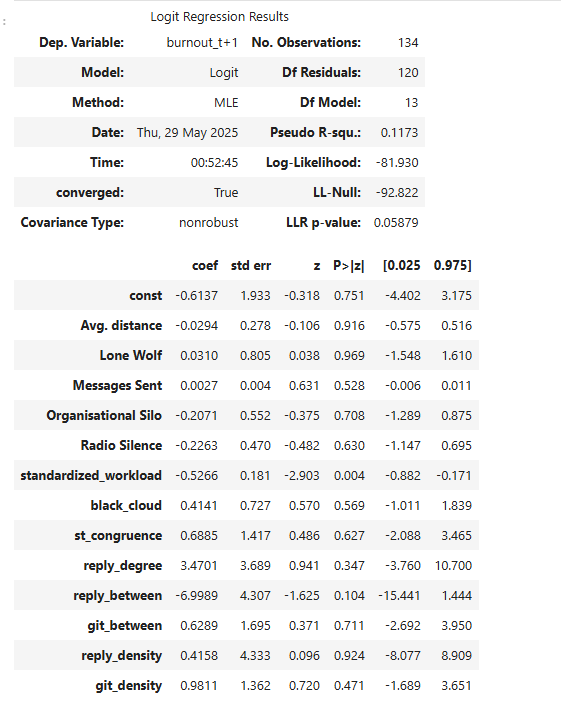 :
Logit Regression Results
Dep. Variable: burnout_t+1 No. Observations: 134
Model: Logit Df Residuals: 120
Method: MLE Df Model: 13
Date: Thu, 29 May 2025 Pseudo R-squ.: 0.1173
Time: 00:52:45 Log-Likelihood: -81.930
converged: True LL-Null: -92.822
Covariance Type: nonrobust LLR p-value: 0.05879
coef std err z P>|z| [0.025 0.975]
const -0.6137 1.933 -0.318 0.751 -4.402 3.175
Avg. distance -0.0294 0.278 -0.106 0.916 -0.575 0.516
Lone Wolf 0.0310 0.805 0.038 0.969 -1.548 1.610
Messages Sent 0.0027 0.004 0.631 0.528 -0.006 0.011
Organisational Silo -0.2071 0.552 -0.375 0.708 -1.289 0.875
Radio Silence -0.2263 0.470 -0.482 0.630 -1.147 0.695
standardized_workload -0.5266 0.181 -2.903 0.004 -0.882 -0.171
black_cloud 0.4141 0.727 0.570 0.569 -1.011 1.839
st_congruence 0.6885 1.417 0.486 0.627 -2.088 3.465
reply_degree 3.4701 3.689 0.941 0.347 -3.760 10.700
reply_between -6.9989 4.307 -1.625 0.104 -15.441 1.444
git_between 0.6289 1.695 0.371 0.711 -2.692 3.950
reply_density 0.4158 4.333 0.096 0.924 -8.077 8.909
git_density 0.9811 1.362 0.720 0.471 -1.689 3.651